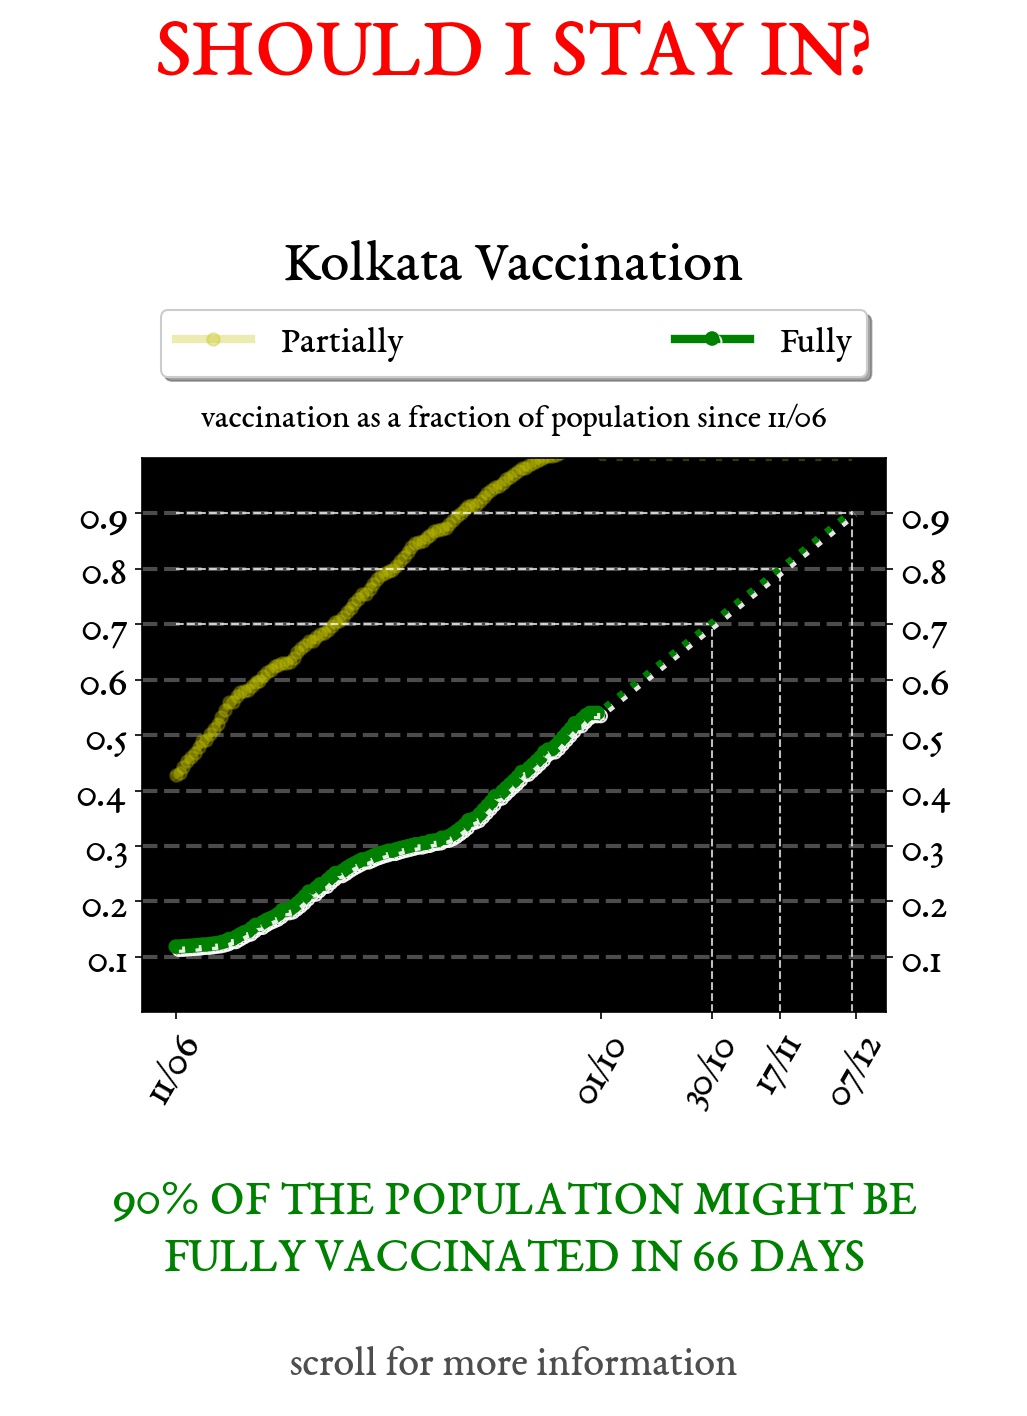 SHOULD I STAY IN?
Kolkata Vaccination
Partially
Fully
vaccination as a fraction of population since 11/06
0.9 0.9
0.8 0.8
0.7 0.7
0.6 0.6
0.5 0.5
0.4 0.4
0.3 0.3
0.2 0.2
0.1 0.1
11/06 01/10 30/10 17/11 07/12
90% OF THE POPULATION MIGHT BE
FULLY VACCINATED IN 66 DAYS
scroll for more information